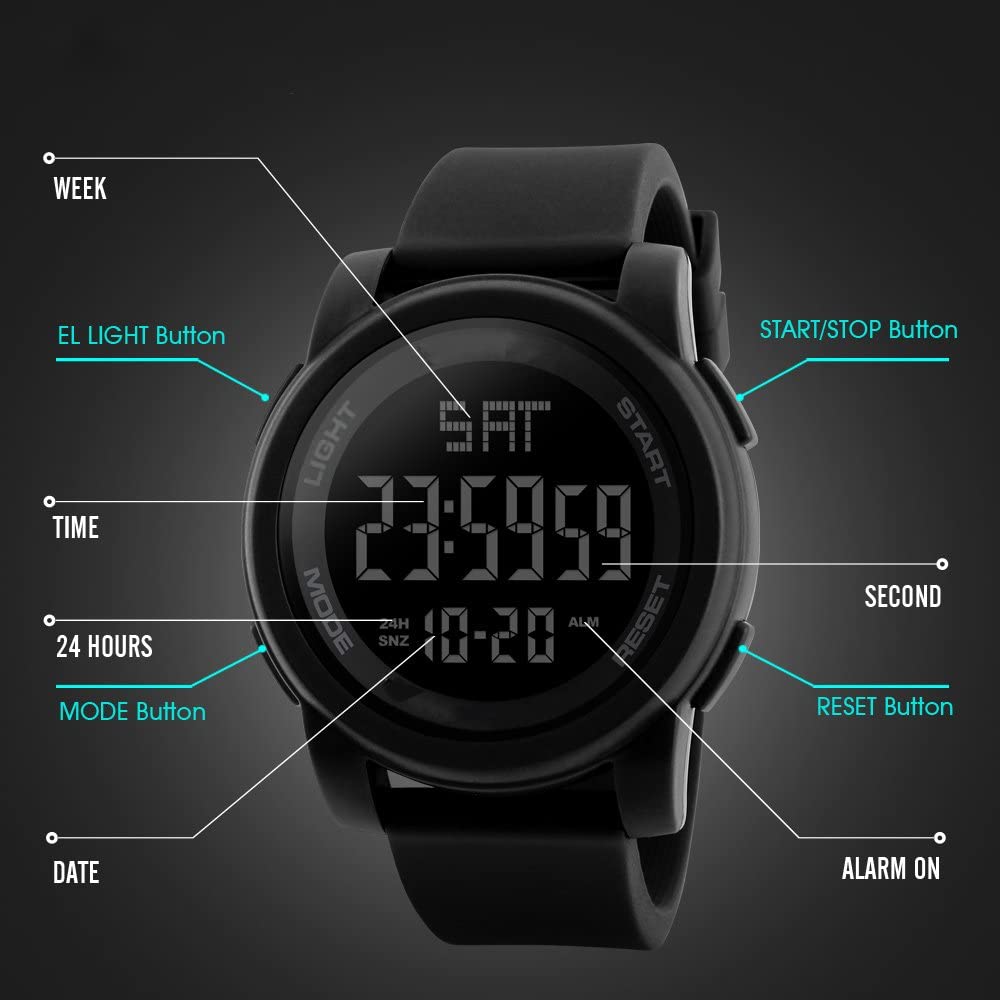 WEEK
EL LIGHT Button
START/STOP Button
LIGHT
START
SAT
TIME
23:59 59
SECOND
24 HOURS
MODE
RESET
24H
SNZ
10-20
ALM
MODE Button
RESET Button
DATE
ALARM ON